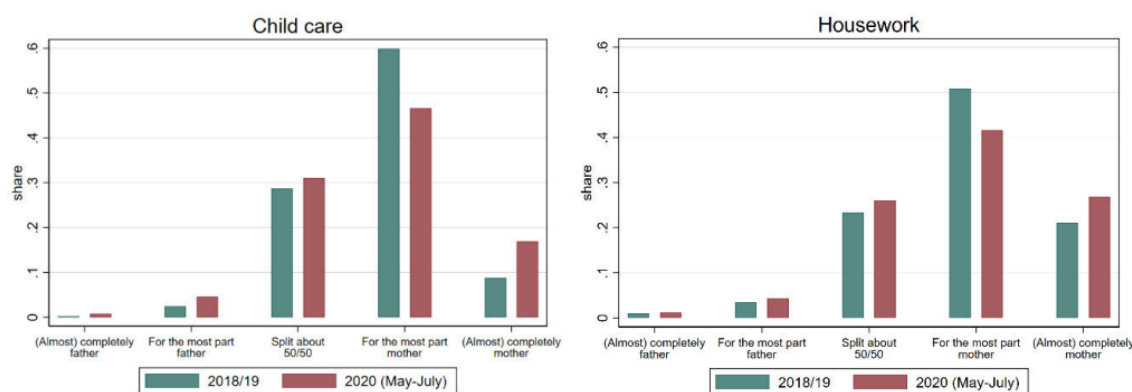 Child care
share
.6
.5
.4
.3
.2
.1
0
(Almost) completely
father
For the most part
father
Split about
50/50
For the most part
mother
(Almost) completely
mother
2018/19
2020 (May-July)
Housework
share
.6
.5
.4
.3
.2
.1
0
(Almost) completely
father
For the most part
father
Split about
50/50
For the most part
mother
(Almost) completely
mother
2018/19
2020 (May-July)